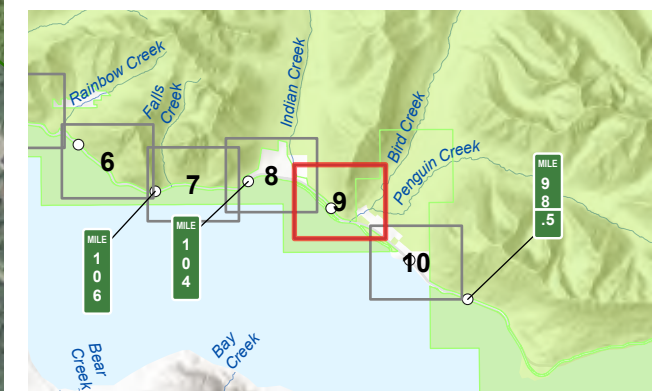 Rainbow Creek
Falls
Creek
Indian Creek
Bird Creek
Penguin Creek
6
7
8
9
10
MILE
9
8
.5
MILE
1
0
6
MILE
1
0
4
Bear
Creek
Bay
Creek